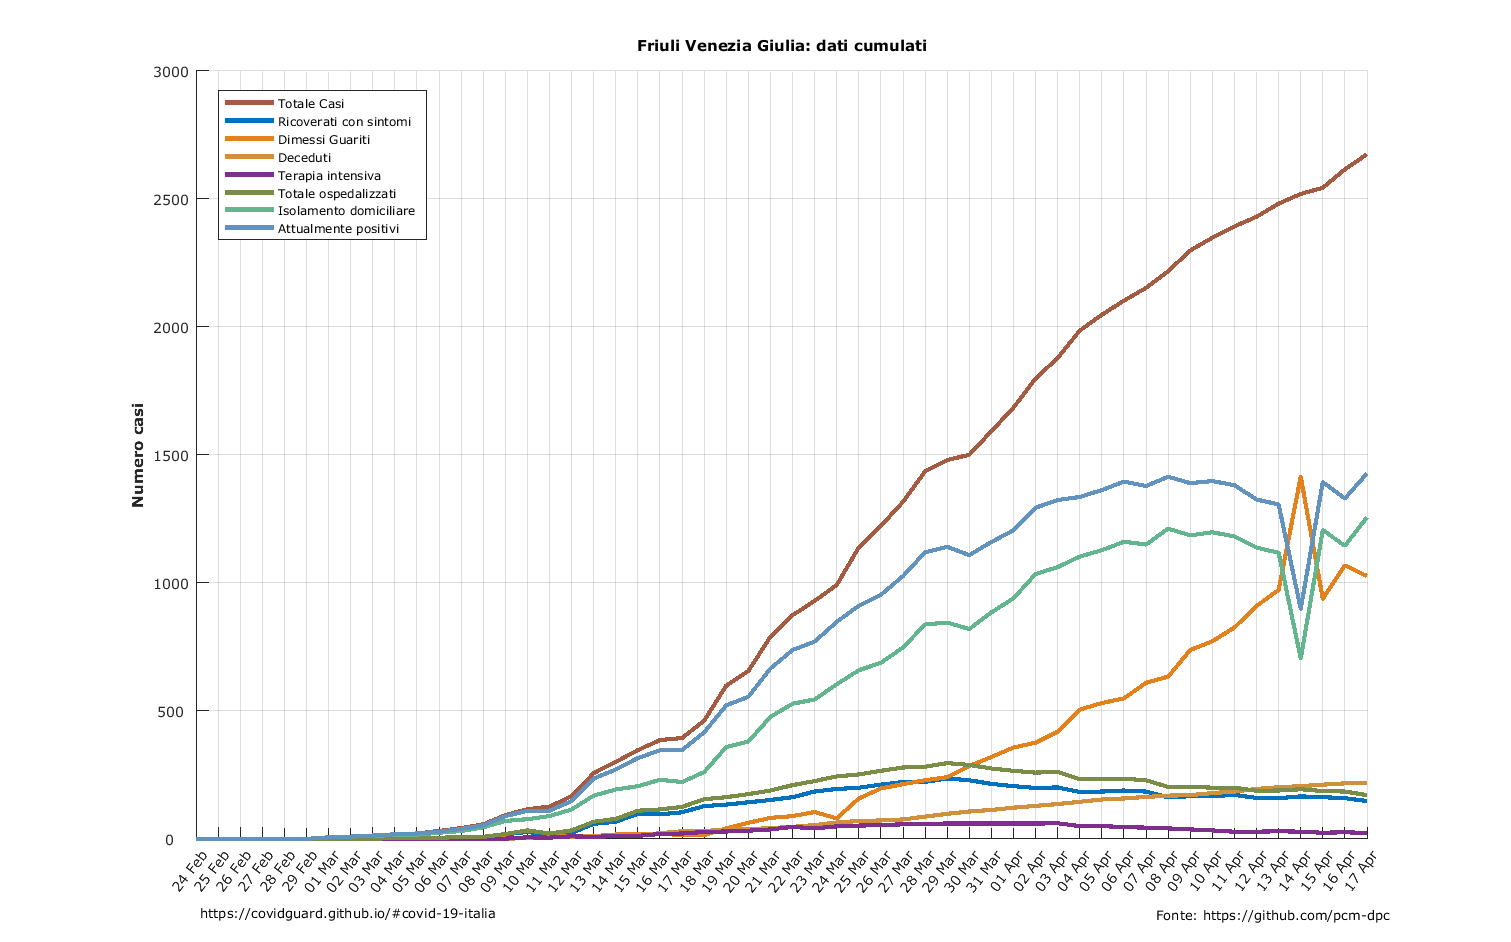 Friuli Venezia Giulia: dati cumulati
3000
2500
2000
1500
1000
500
0
Numero casi
Totale Casi
Ricoverati con sintomi
Dimessi Guariti
Deceduti
Terapia intensiva
Totale ospedalizzati
Isolamento domiciliare
Attualmente positivi
24 Feb
25 Feb
26 Feb
27 Feb
28 Feb
29 Feb
01 Mar
02 Mar
03 Mar
04 Mar
05 Mar
06 Mar
07 Mar
08 Mar
09 Mar
10 Mar
11 Mar
12 Mar
13 Mar
14 Mar
15 Mar
16 Mar
17 Mar
18 Mar
19 Mar
20 Mar
21 Mar
22 Mar
23 Mar
24 Mar
25 Mar
26 Mar
27 Mar
28 Mar
29 Mar
30 Mar
31 Mar
01 Apr
02 Apr
03 Apr
04 Apr
05 Apr
06 Apr
07 Apr
08 Apr
09 Apr
10 Apr
11 Apr
12 Apr
13 Apr
14 Apr
15 Apr
16 Apr
17 Apr
https://covidguard.github.io/#covid-19-italia
Fonte: https://github.com/pcm-dpc